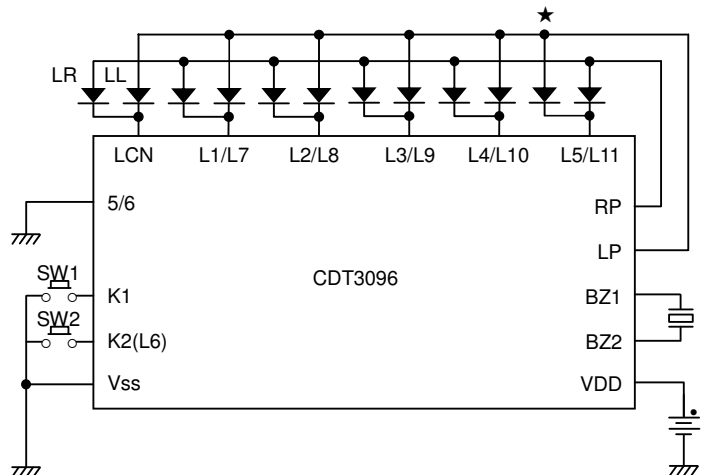 ★
LR LL
LCN L1/L7 L2/L8 L3/L9 L4/L10 L5/L11
5/6
RP
LP
CDT3096
SW1
K1
BZ1
SW2
K2(L6)
BZ2
Vss
VDD